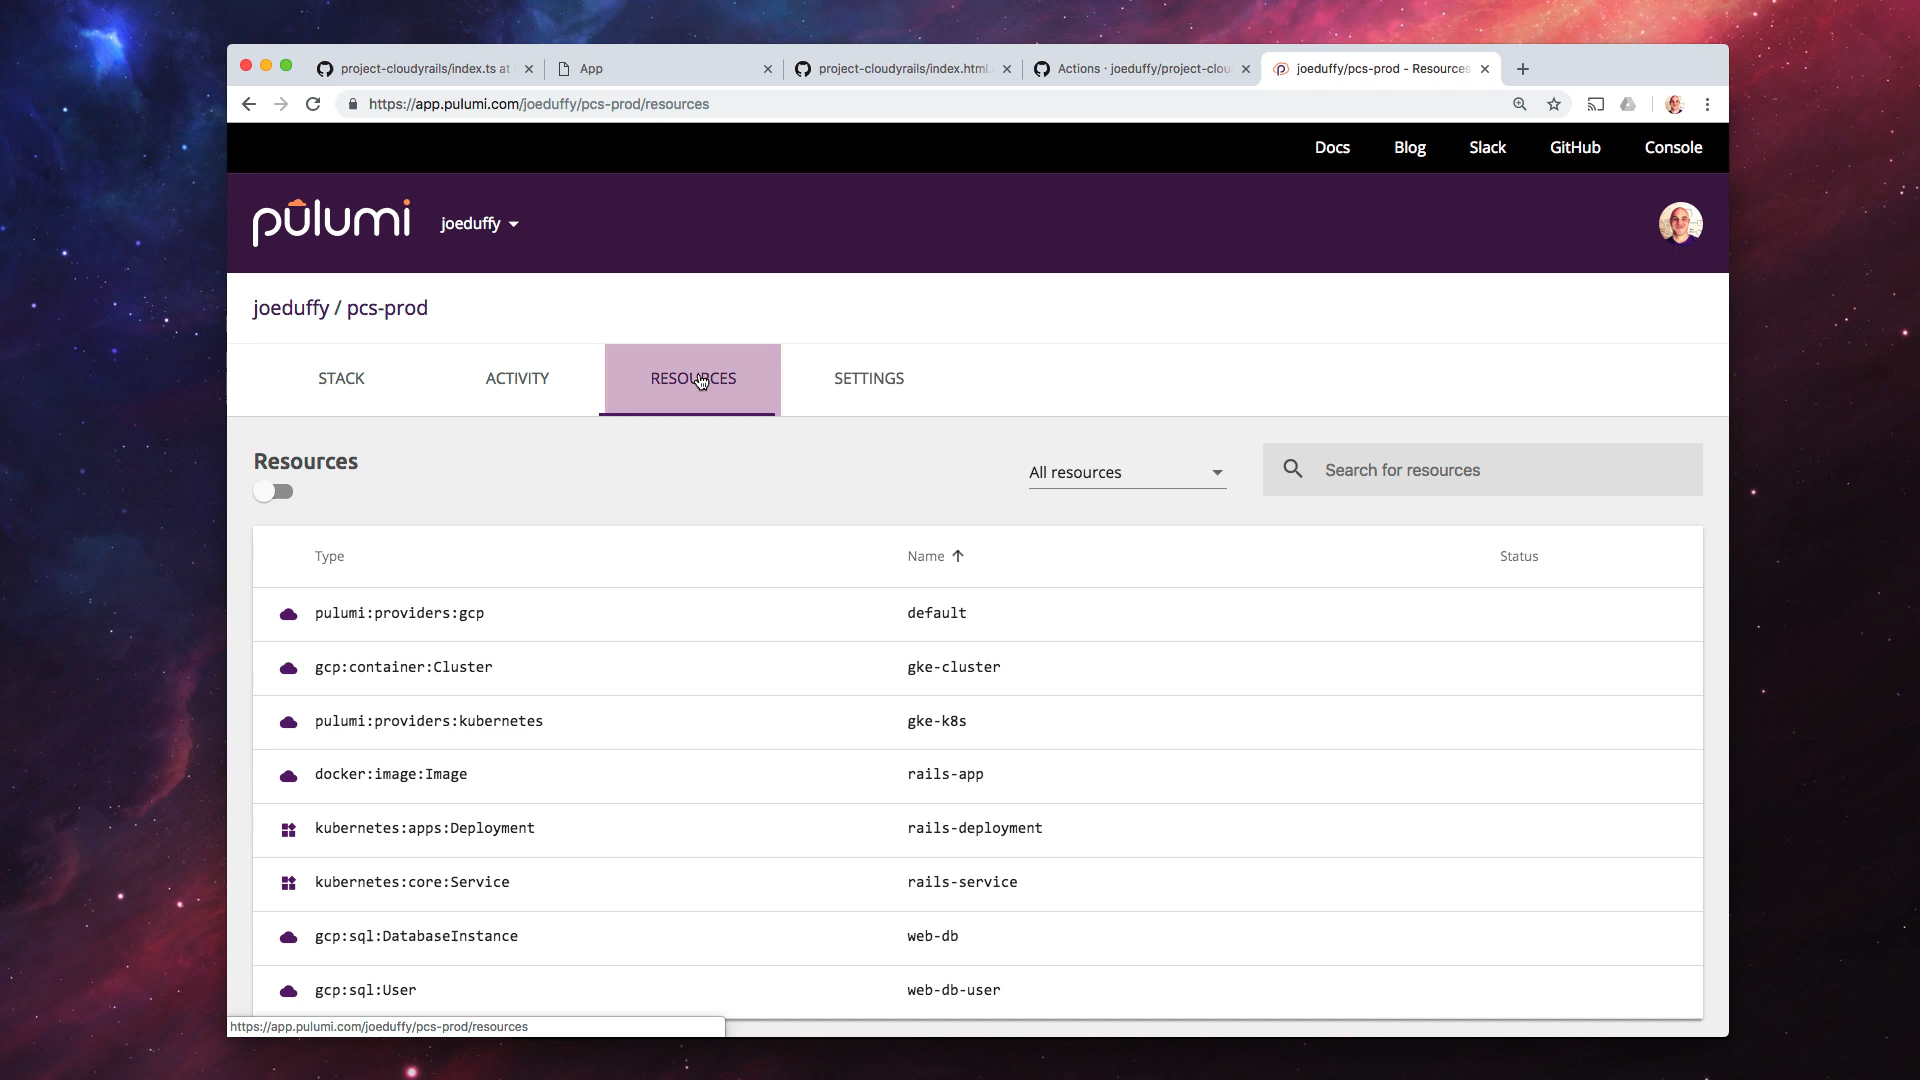 project-cloudyrails/index.ts at
App
project-cloudyrails/index.html.
Actions · joeduffy/project-clou
joeduffy/pcs-prod - Resources
https://app.pulumi.com/joeduffy/pcs-prod/resources
Docs Blog Slack GitHub Console
pulumi joeduffy
joeduffy / pcs-prod
STACK ACTIVITY RESOURCES SETTINGS
Resources
All resources
Search for resources
Type Name Status
pulumi:providers:gcp default
gcp:container:Cluster gke-cluster
pulumi:providers:kubernetes gke-k8s
docker:image:Image rails-app
kubernetes:apps:Deployment rails-deployment
kubernetes:core:Service rails-service
gcp:sql:DatabaseInstance web-db
gcp:sql:User web-db-user
https://app.pulumi.com/joeduffy/pcs-prod/resources